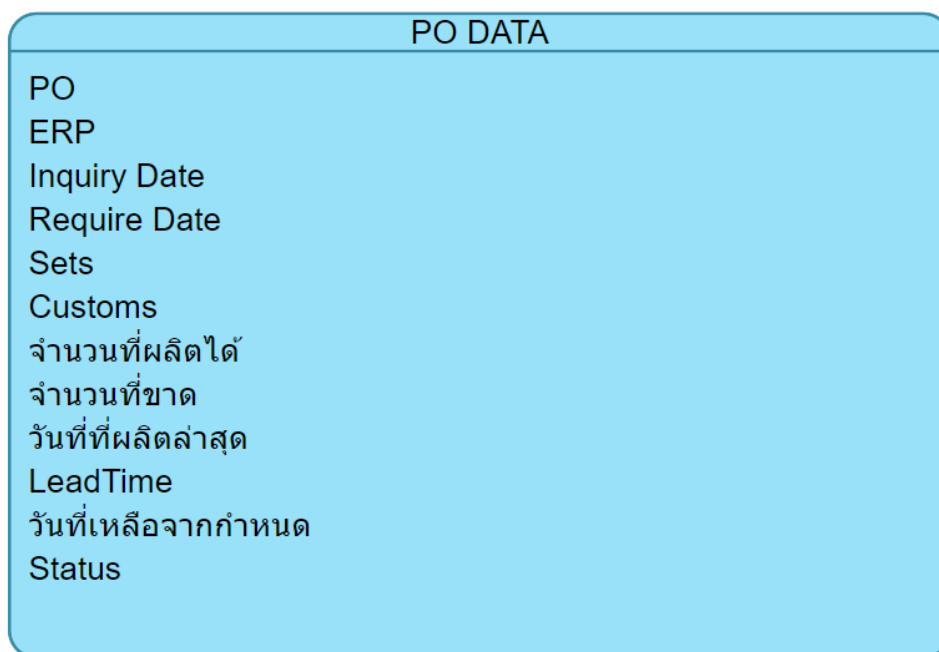 PO DATA
PO
ERP
Inquiry Date
Require Date
Sets
Customs
จำนวนที่ผลิตได้
จำนวนที่ขาด
วันที่ที่ผลิตล่าสุด
LeadTime
วันที่เหลือจากกำหนด
Status